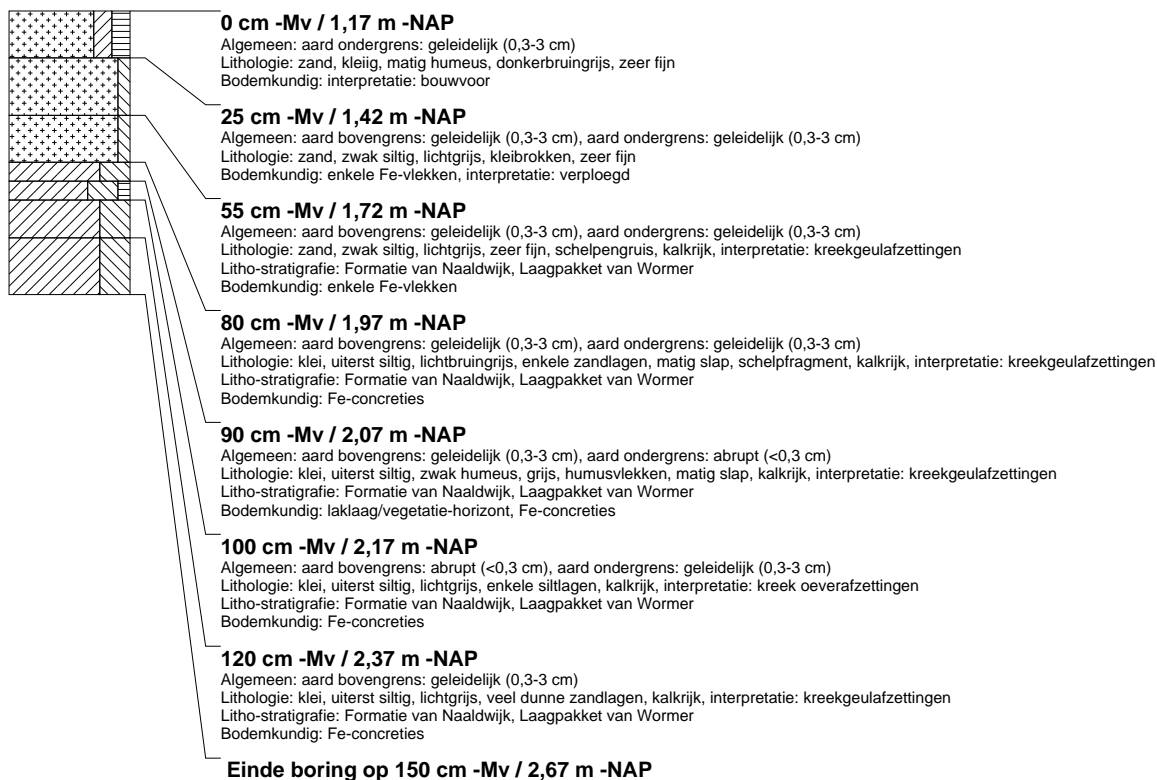 0 cm -Mv / 1,17 m -NAP
Algemeen: aard ondergrens: geleidelijk (0,3-3 cm)
Lithologie: zand, kleiig, matig humeus, donkerbruingrijs, zeer fijn
Bodemkundig: interpretatie: bouwvoor
25 cm -Mv / 1,42 m -NAP
Algemeen: aard bovengrens: geleidelijk (0,3-3 cm), aard ondergrens: geleidelijk (0,3-3 cm)
Lithologie: zand, zwak siltig, lichtgrijs, kleibrokken, zeer fijn
Bodemkundig: enkele Fe-vlekken, interpretatie: verploegd
55 cm -Mv / 1,72 m -NAP
Algemeen: aard bovengrens: geleidelijk (0,3-3 cm), aard ondergrens: geleidelijk (0,3-3 cm)
Lithologie: zand, zwak siltig, lichtgrijs, zeer fijn, schelpengruis, kalkrijk, interpretatie: kreekgeulafzettingen
Litho-stratigrafie: Formatie van Naaldwijk, Laagpakket van Wormer
Bodemkundig: enkele Fe-vlekken
80 cm -Mv / 1,97 m -NAP
Algemeen: aard bovengrens: geleidelijk (0,3-3 cm), aard ondergrens: geleidelijk (0,3-3 cm)
Lithologie: klei, uiterst siltig, lichtbruingrijs, enkele zandlagen, matig slap, schelpfragment, kalkrijk, interpretatie: kreekgeulafzettingen
Litho-stratigrafie: Formatie van Naaldwijk, Laagpakket van Wormer
Bodemkundig: Fe-concreties
90 cm -Mv / 2,07 m -NAP
Algemeen: aard bovengrens: geleidelijk (0,3-3 cm), aard ondergrens: abrupt (<0,3 cm)
Lithologie: klei, uiterst siltig, zwak humeus, grijs, humusvlekken, matig slap, kalkrijk, interpretatie: kreekgeulafzettingen
Litho-stratigrafie: Formatie van Naaldwijk, Laagpakket van Wormer
Bodemkundig: laklaag/vegetatie-horizont, Fe-concreties
100 cm -Mv / 2,17 m -NAP
Algemeen: aard bovengrens: abrupt (<0,3 cm), aard ondergrens: geleidelijk (0,3-3 cm)
Lithologie: klei, uiterst siltig, lichtgrijs, enkele siltlagen, kalkrijk, interpretatie: kreek oeverafzettingen
Litho-stratigrafie: Formatie van Naaldwijk, Laagpakket van Wormer
Bodemkundig: Fe-concreties
120 cm -Mv / 2,37 m -NAP
Algemeen: aard bovengrens: geleidelijk (0,3-3 cm)
Lithologie: klei, uiterst siltig, lichtgrijs, veel dunne zandlagen, kalkrijk, interpretatie: kreekgeulafzettingen
Litho-stratigrafie: Formatie van Naaldwijk, Laagpakket van Wormer
Bodemkundig: Fe-concreties
Einde boring op 150 cm -Mv / 2,67 m -NAP